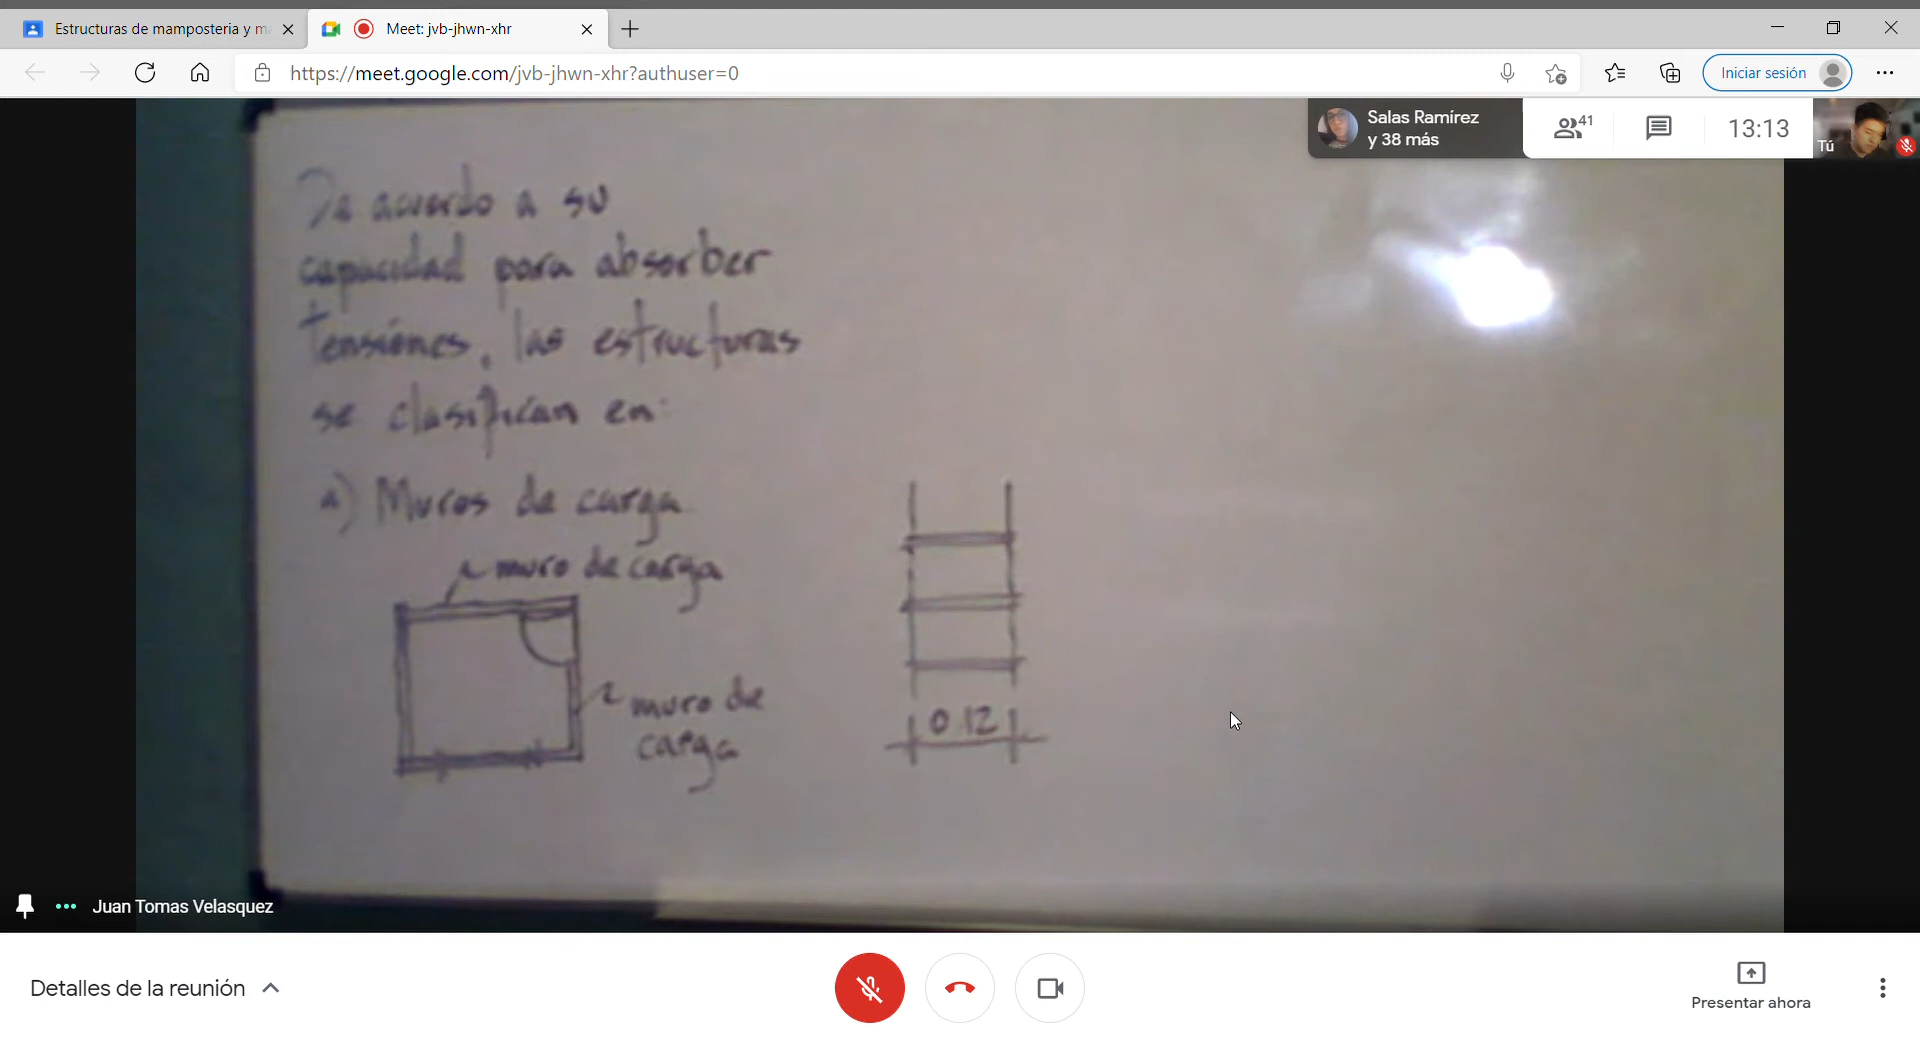 Estructuras de mamposteria y m
Meet: jvb-jhwn-xhr
https://meet.google.com/jvb-jhwn-xhr?authuser=0
Iniciar sesión
Salas Ramírez
y 38 más
41
13:13
Tú
De acuerdo a su
capacidad para absorber
tensiónes, las estructuras
se clasifican en:
a) Muros de carga
muro de carga
muro de
carga
0.12
Juan Tomas Velasquez
Detalles de la reunión
Presentar ahora